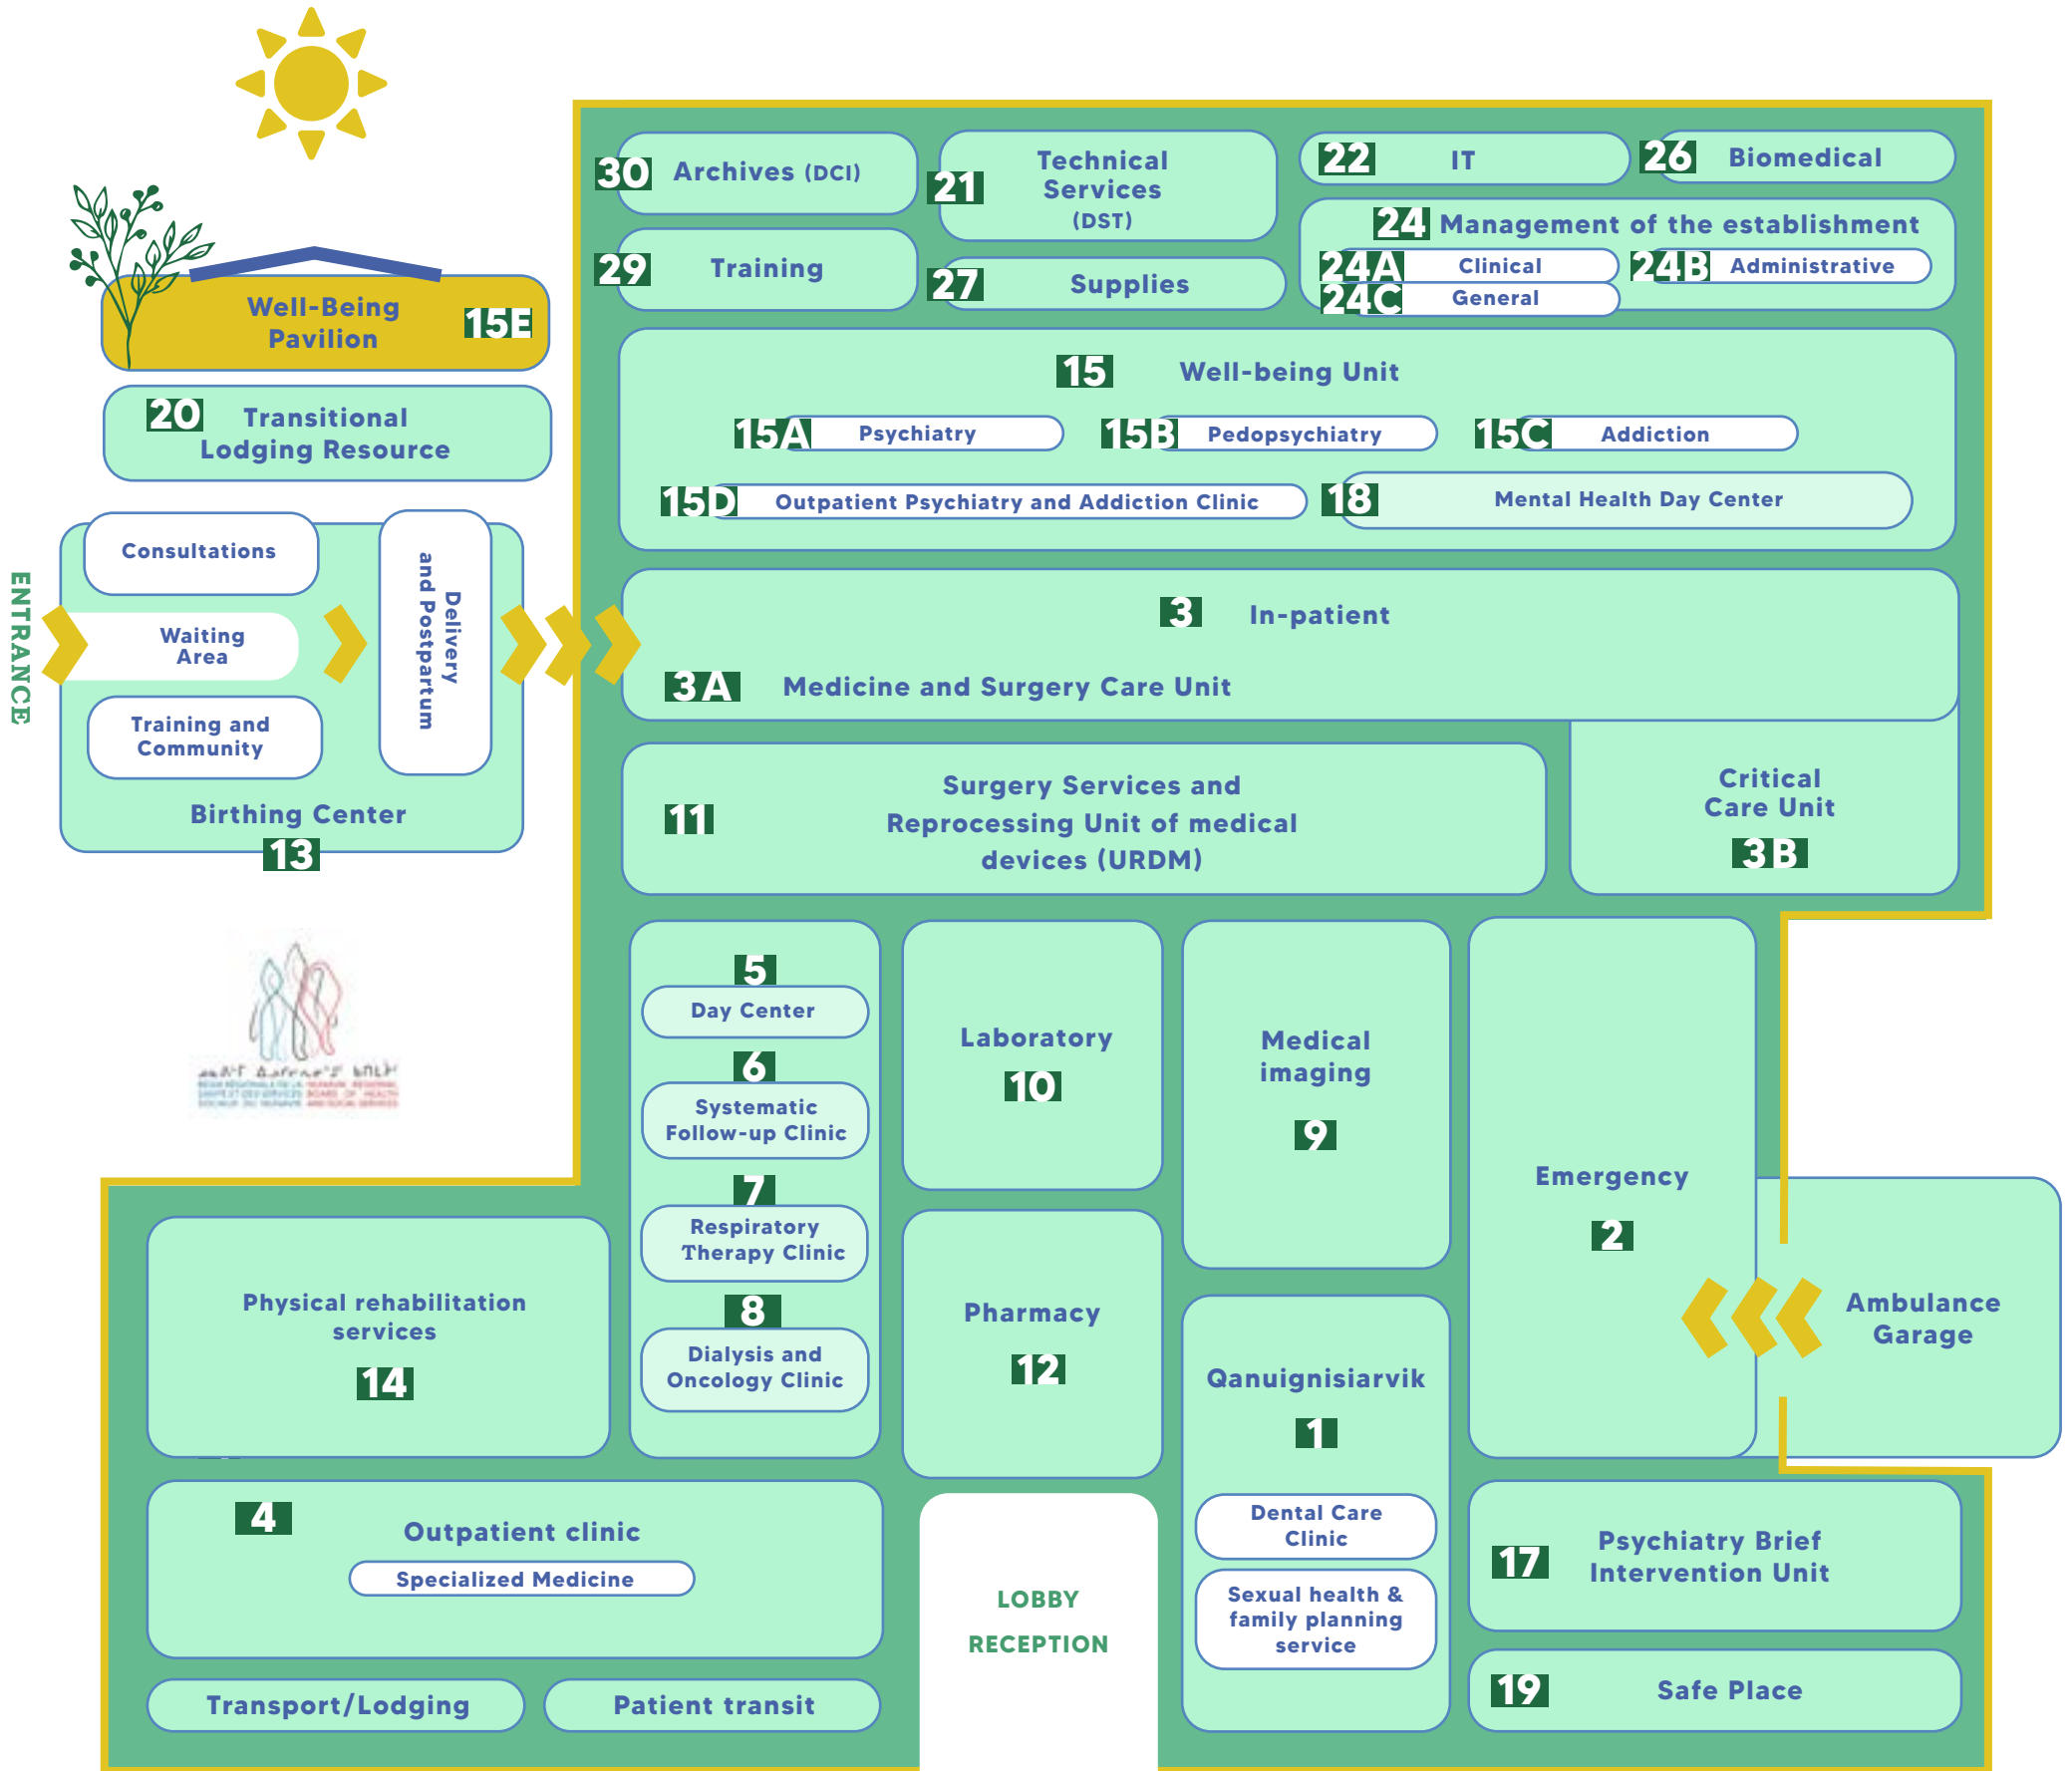 30
Archives (DCI)
21
Technical
Services
(DST)
22
IT
26
Biomedical
29
Training
27
Supplies
24
Management of the establishment
24A
Clinical
24B
Administrative
24C
General
Well-Being
Pavilion
15E
20
Transitional
Lodging Resource
15
Well-being Unit
15A
Psychiatry
15B
Pedopsychiatry
15C
Addiction
15D
Outpatient Psychiatry and Addiction Clinic
18
Mental Health Day Center
ENTRANCE
Consultations
Waiting
Area
Training and
Community
Delivery
and Postpartum
Birthing Center
13
3
In-patient
3A
Medicine and Surgery Care Unit
11
Surgery Services and
Reprocessing Unit of medical
devices (URDM)
Critical
Care Unit
3B
5
Day Center
6
Systematic
Follow-up Clinic
7
Respiratory
Therapy Clinic
8
Dialysis and
Oncology Clinic
Laboratory
10
Medical
imaging
9
Emergency
2
Ambulance
Garage
Physical rehabilitation
services
14
Pharmacy
12
Qanuignisiarvik
1
Dental Care
Clinic
Sexual health &
family planning
service
4
Outpatient clinic
Specialized Medicine
LOBBY
RECEPTION
17
Psychiatry Brief
Intervention Unit
19
Safe Place
Transport/Lodging
Patient transit